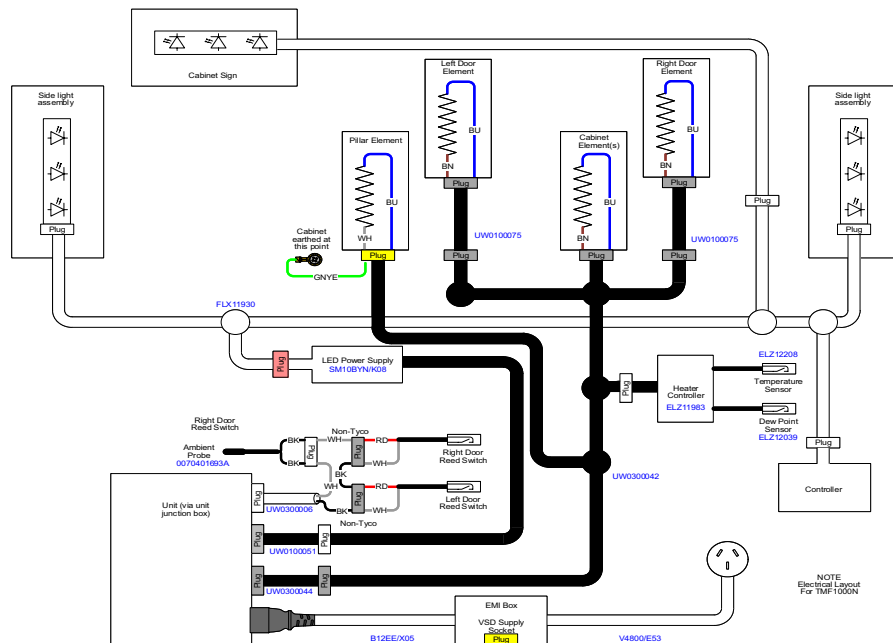 Cabinet Sign
Left Door
Element
Right Door
Element
Side light
assembly
Side light
assembly
Pillar Element
Cabinet
Element(s)
BU
BU
BN
BN
Plug
Plug
BU
BU
WH
BN
Plug
Plug
Plug
Plug
Plug
Cabinet
earthed at
this point
GNYE
UW0100075
UW0100075
Plug
Plug
FLX11930
Plug
LED Power Supply
SM10BYN/K08
Plug
Heater
Controller
ELZ11983
ELZ12208
Temperature
Sensor
Dew Point
Sensor
ELZ12039
Right Door
Reed Switch
Ambient
Probe
0070401693A
BK
BK
Plug
WH
Non-Tyco
Plug
RD
WH
Right Door
Reed Switch
BK
WH
Plug
RD
WH
Left Door
Reed Switch
BK
Non-Tyco
UW0300042
Plug
Controller
Unit (via unit
junction box)
Plug
UW0300006
Plug
UW0100051
Plug
Plug
UW0300044
Plug
EMI Box
VSD Supply
Socket
Plug
B12EE/X05
V4800/E53
NOTE
Electrical Layout
For TMF1000N